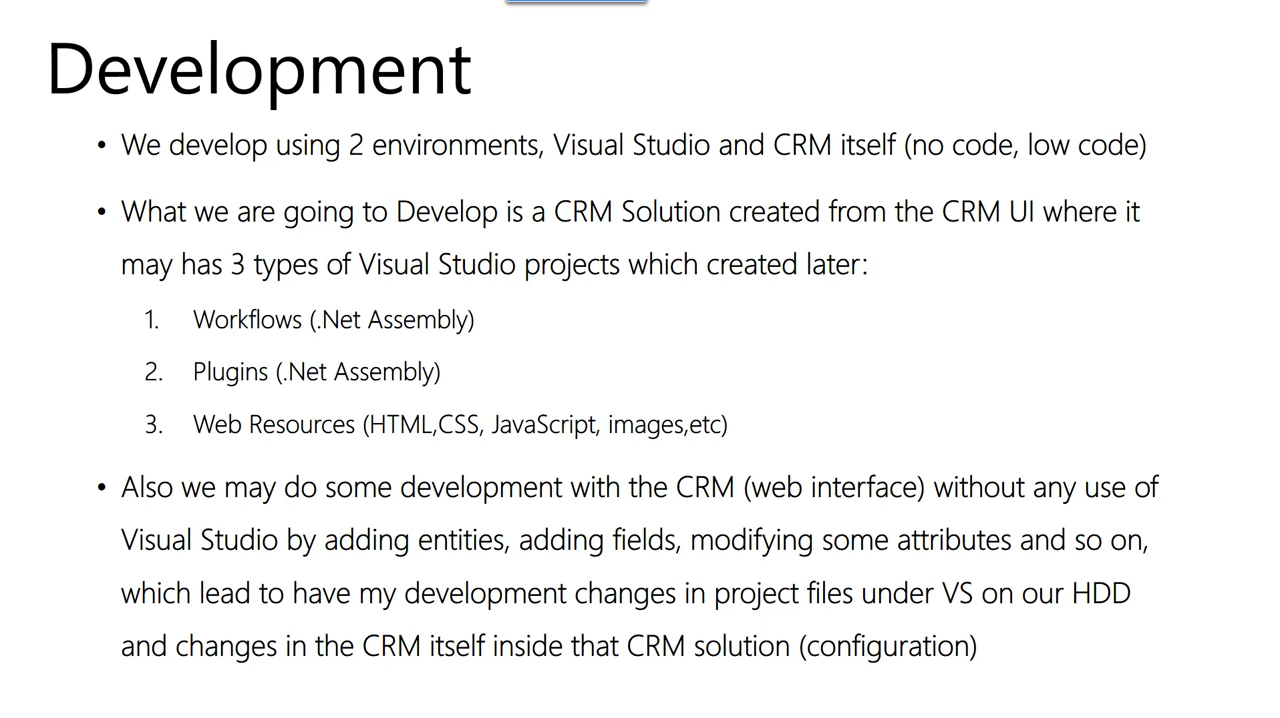 Development
• We develop using 2 environments, Visual Studio and CRM itself (no code, low code)
• What we are going to Develop is a CRM Solution created from the CRM UI where it
may has 3 types of Visual Studio projects which created later:
1. Workflows (.Net Assembly)
2. Plugins (.Net Assembly)
3. Web Resources (HTML,CSS, JavaScript, images,etc)
• Also we may do some development with the CRM (web interface) without any use of
Visual Studio by adding entities, adding fields, modifying some attributes and so on,
which lead to have my development changes in project files under VS on our HDD
and changes in the CRM itself inside that CRM solution (configuration)